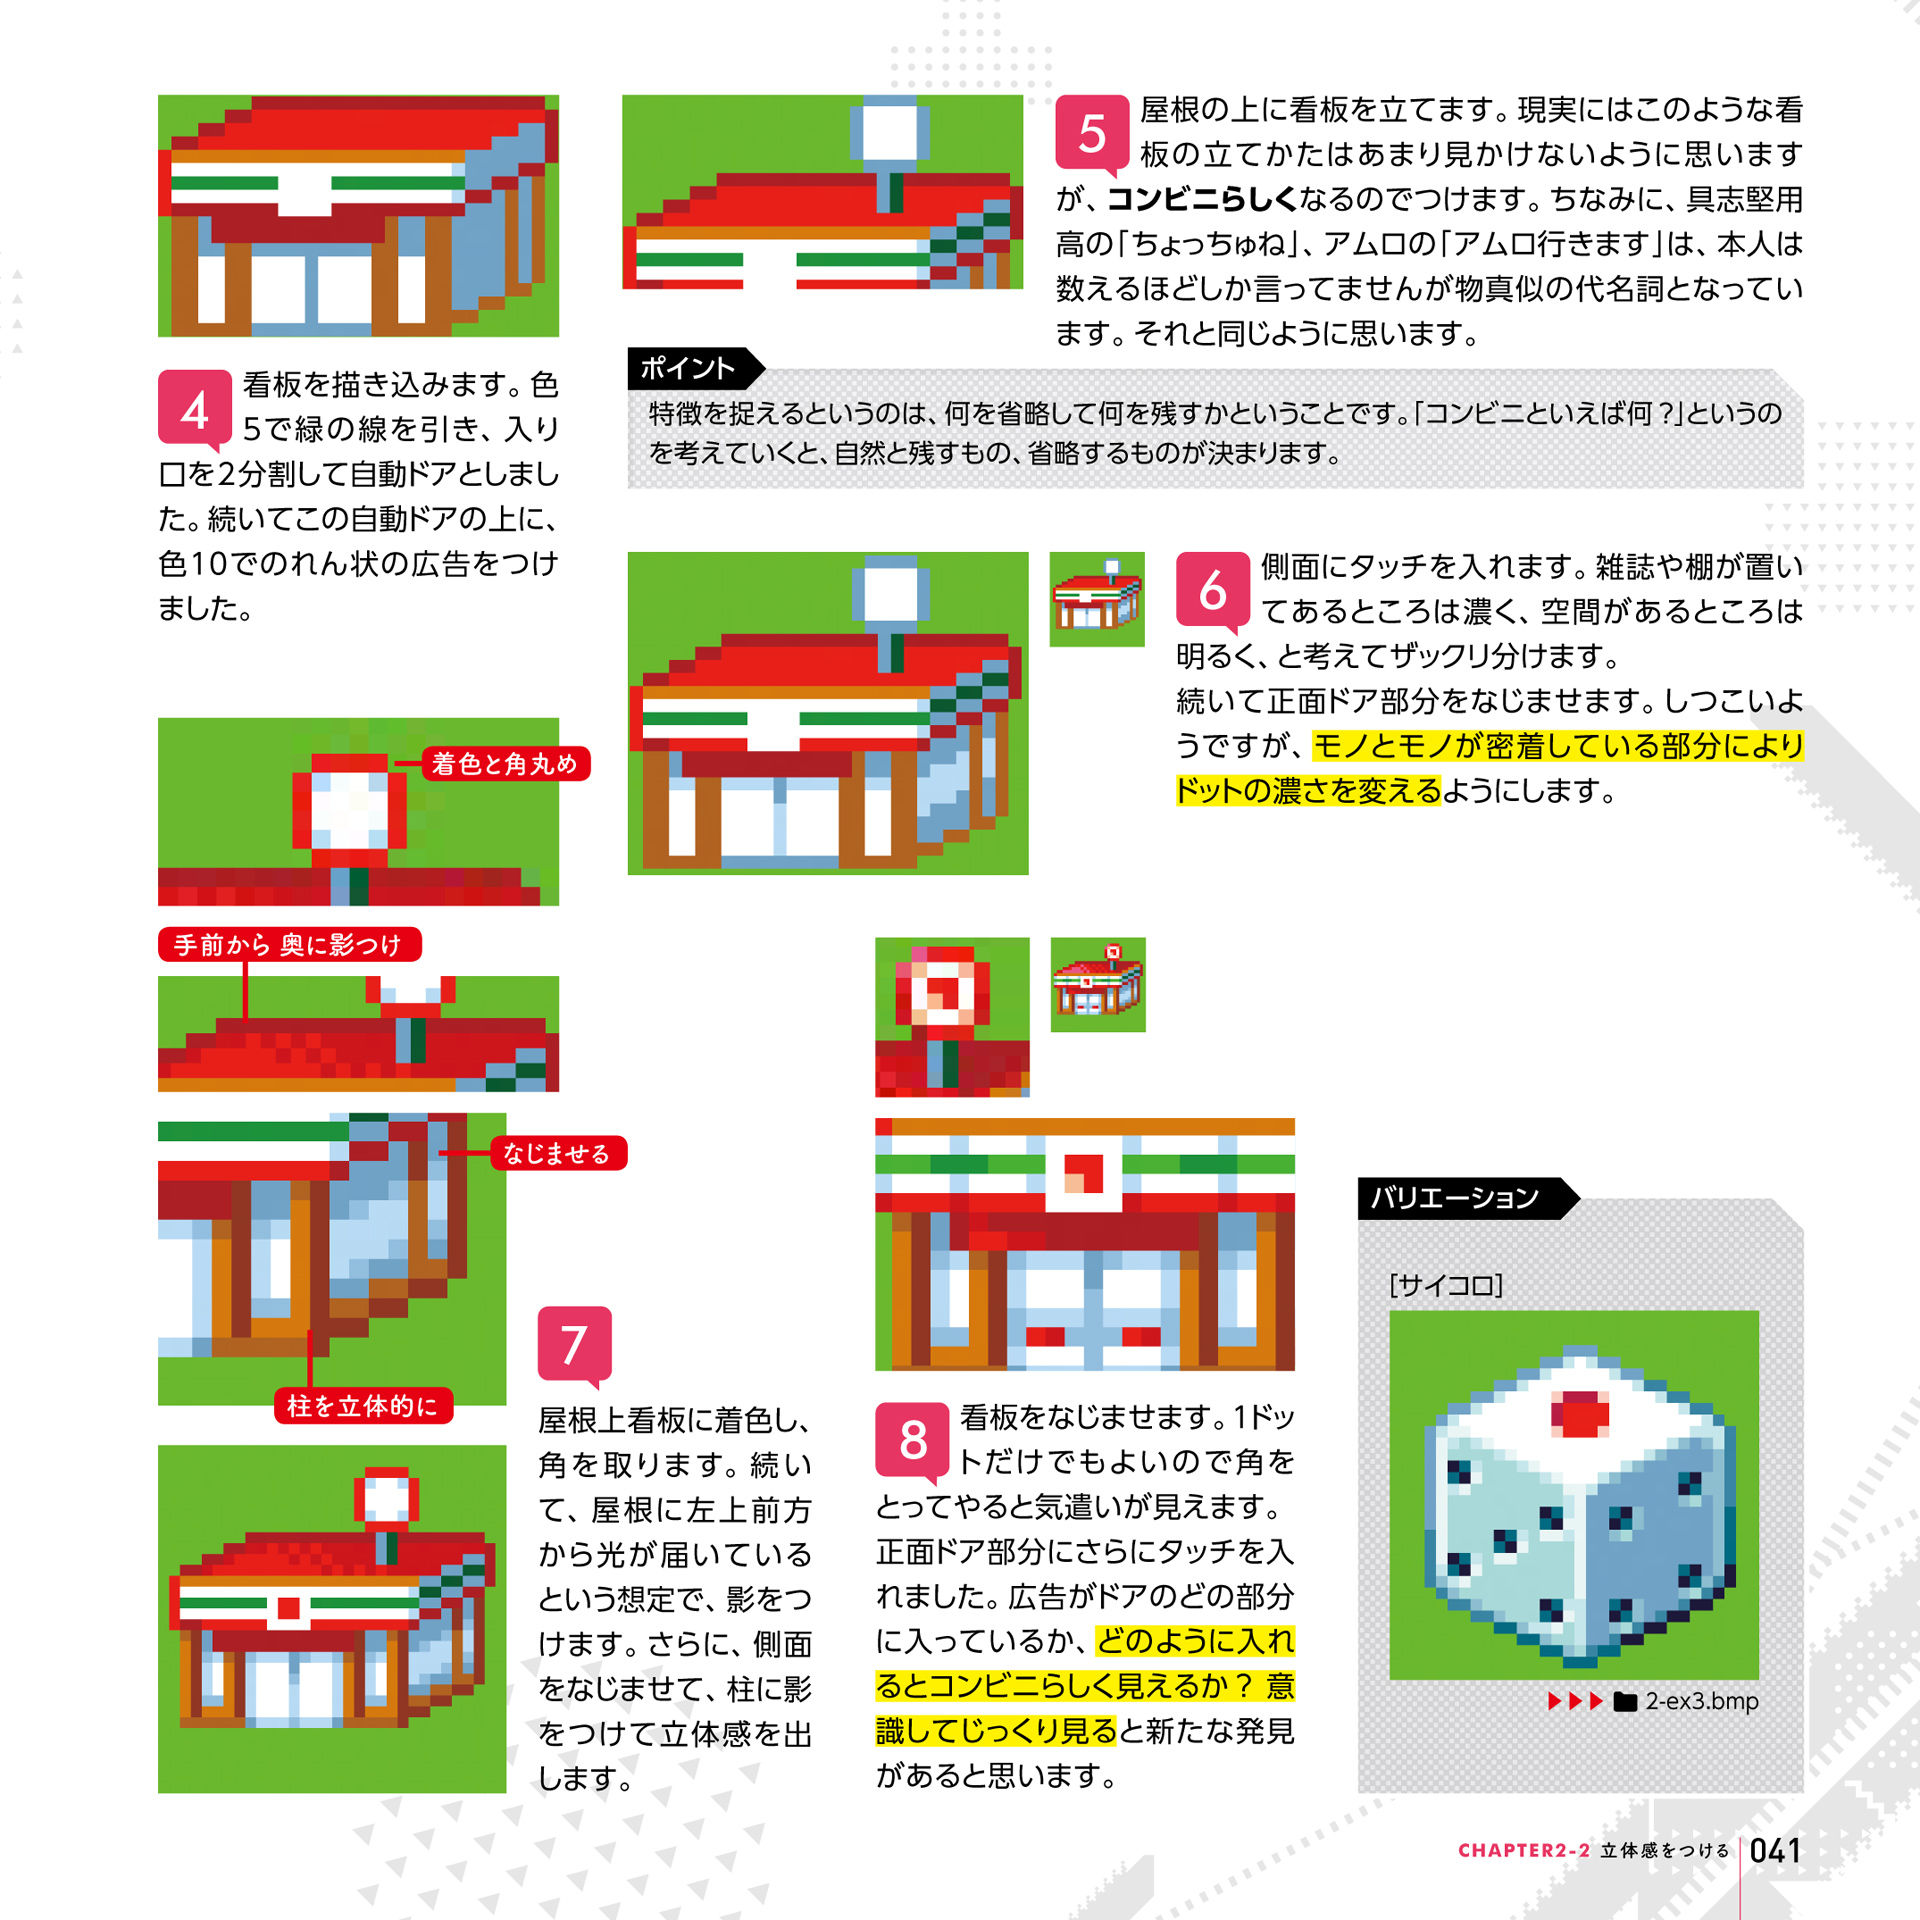 4
看板を描き込みます。色
5で緑の線を引き、入り
口を2分割して自動ドアとしまし
た。続いてこの自動ドアの上に、
色10でのれん状の広告をつけ
ました。
5
屋根の上に看板を立てます。現実にはこのような看
板の立てかたはあまり見かけないように思います
が、コンビニらしくなるのでつけます。ちなみに、具志堅用
高の「ちょっちゅね」、アムロの「アムロ行きます」は、本人は
数えるほどしか言ってませんが物真似の代名詞となってい
ます。それと同じように思います。
ポイント
特徴を捉えるというのは、何を省略して何を残すかということです。「コンビニといえば何？」というの
を考えていくと、自然と残すもの、省略するものが決まります。
6
側面にタッチを入れます。雑誌や棚が置い
てあるところは濃く、空間があるところは
明るく、と考えてザックリ分けます。
続いて正面ドア部分をなじませます。しつこいよ
うですが、モノとモノが密着している部分により
ドットの濃さを変えるようにします。
着色と角丸め
手前から 奥に影つけ
なじませる
柱を立体的に
7
屋根上看板に着色し、
角を取ります。続い
て、屋根に左上前方
から光が届いている
という想定で、影をつ
けます。さらに、側面
をなじませて、柱に影
をつけて立体感を出
します。
8
看板をなじませます。1ドッ
トだけでもよいので角を
とってやると気遣いが見えます。
正面ドア部分にさらにタッチを入
れました。広告がドアのどの部分
に入っているか、どのように入れ
るとコンビニらしく見えるか？ 意
識してじっくり見ると新たな発見
があると思います。
バリエーション
[サイコロ]
2-ex3.bmp
CHAPTER2-2 立体感をつける 041